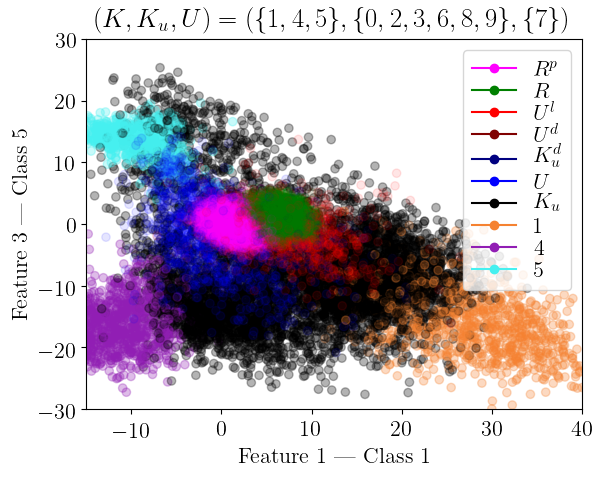 (K, K_u, U) = ({1, 4, 5}, {0, 2, 3, 6, 8, 9}, {7})
30
20
10
0
−10
−20
−30
Feature 3 — Class 5
R^p
R
U^l
U^d
K_u^d
U
K_u
1
4
5
−10 0 10 20 30 40
Feature 1 — Class 1